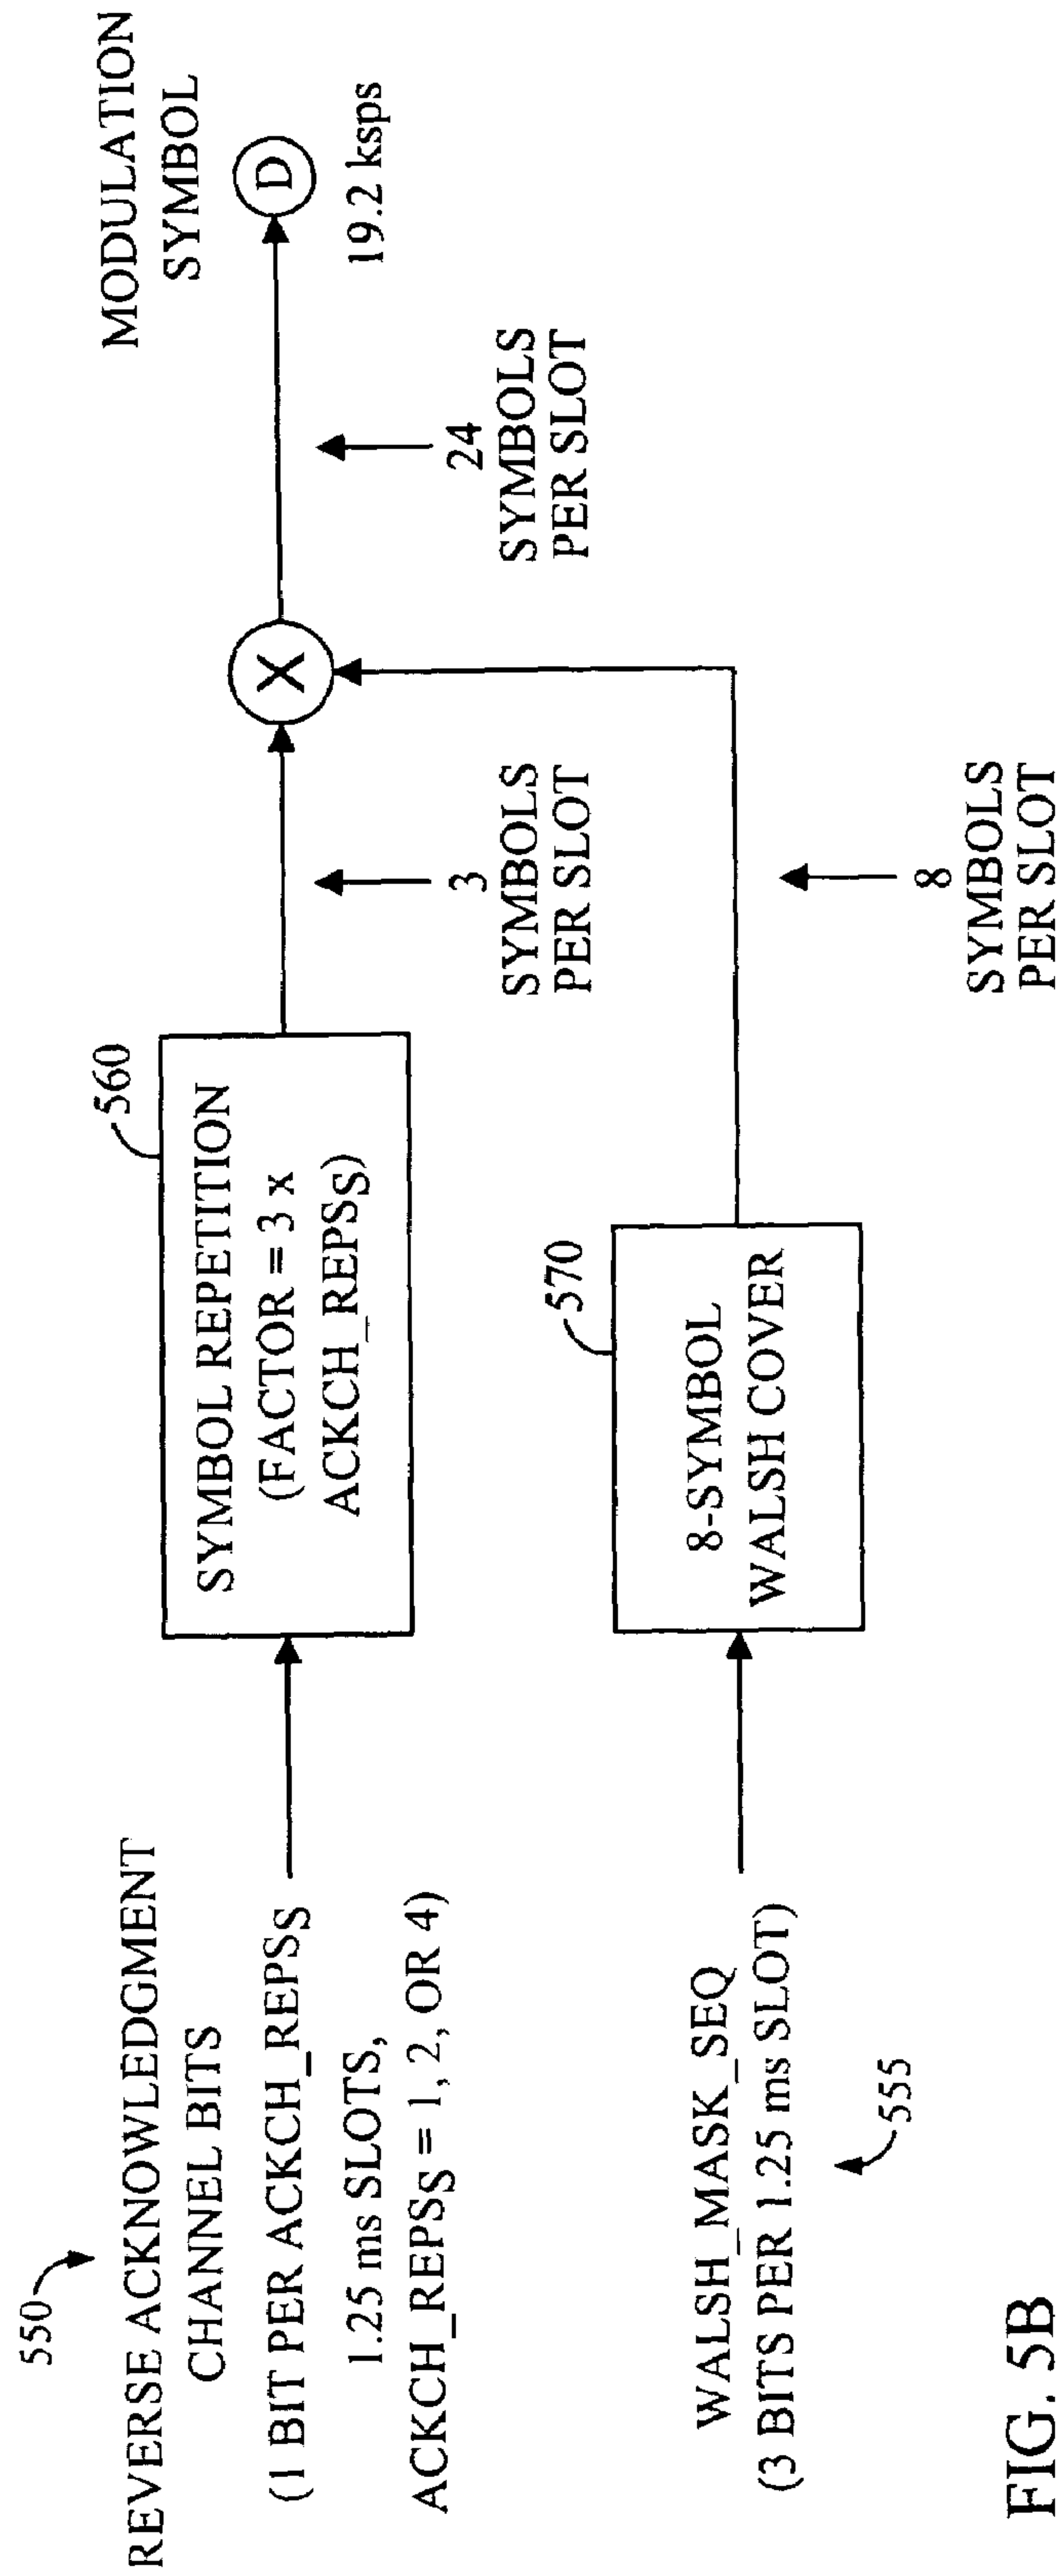 550
REVERSE ACKNOWLEDGMENT
CHANNEL BITS
(1 BIT PER ACKCH_REPSS
1.25 ms SLOTS,
ACKCH_REPSS = 1, 2, OR 4)
560
SYMBOL REPETITION
(FACTOR = 3 x
ACKCH_REPSS)
3
SYMBOLS
PER SLOT
X
24
SYMBOLS
PER SLOT
MODULATION
SYMBOL
D
19.2 ksps
WALSH_MASK_SEQ
(3 BITS PER 1.25 ms SLOT)
555
570
8-SYMBOL
WALSH COVER
8
SYMBOLS
PER SLOT
FIG. 5B